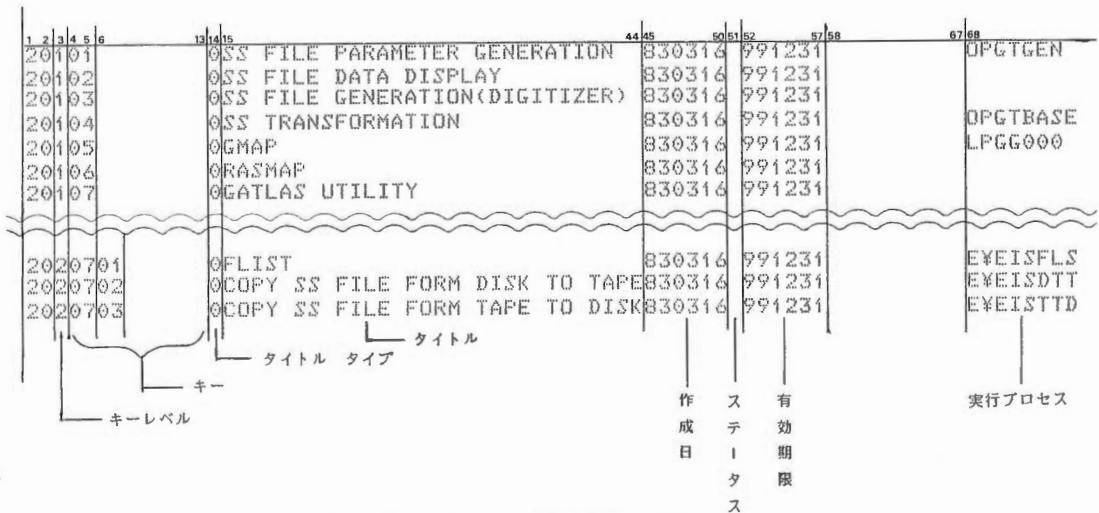 1 2 3 4 5 6 13 14 15 44 45 50 51 52 57 58 67 68
20101 0SS FILE PARAMETER GENERATION 830316 991231 OPGTGEN
20102 0SS FILE DATA DISPLAY 830316 991231
20103 0SS FILE GENERATION(DIGITIZER) 830316 991231
20104 0SS TRANSFORMATION 830316 991231 OPGTBASE
20105 0GMAP 830316 991231 LPGG000
20106 0RASMAP 830316 991231
20107 0GATLAS UTILITY 830316 991231
2020701 0FLIST 830316 991231 E¥EISFLS
2020702 0COPY SS FILE FORM DISK TO TAPE830316 991231 E¥EISDTT
2020703 0COPY SS FILE FORM TAPE TO DISK830316 991231 E¥EISTTD
タイトル
タイトル タイプ
キー
キーレベル
作成日
ステータス
有効期限
実行プロセス